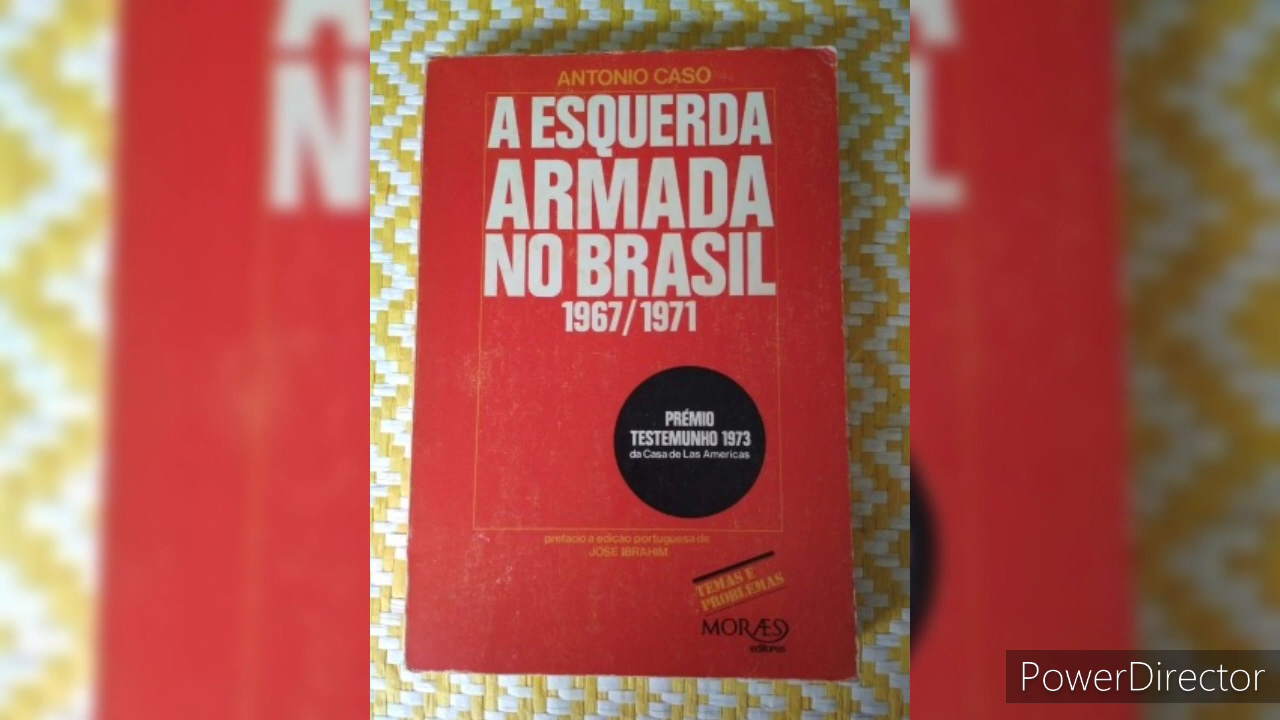 ANTONIO CASO
A ESQUERDA
ARMADA
NO BRASIL
1967/1971
PRÉMIO
TESTEMUNHO 1973
da Casa de Las Americas
prefácio à edição portuguesa de
JOSÉ IBRAHIM
TEMAS E
PROBLEMAS
MORÆS
editores
PowerDirector